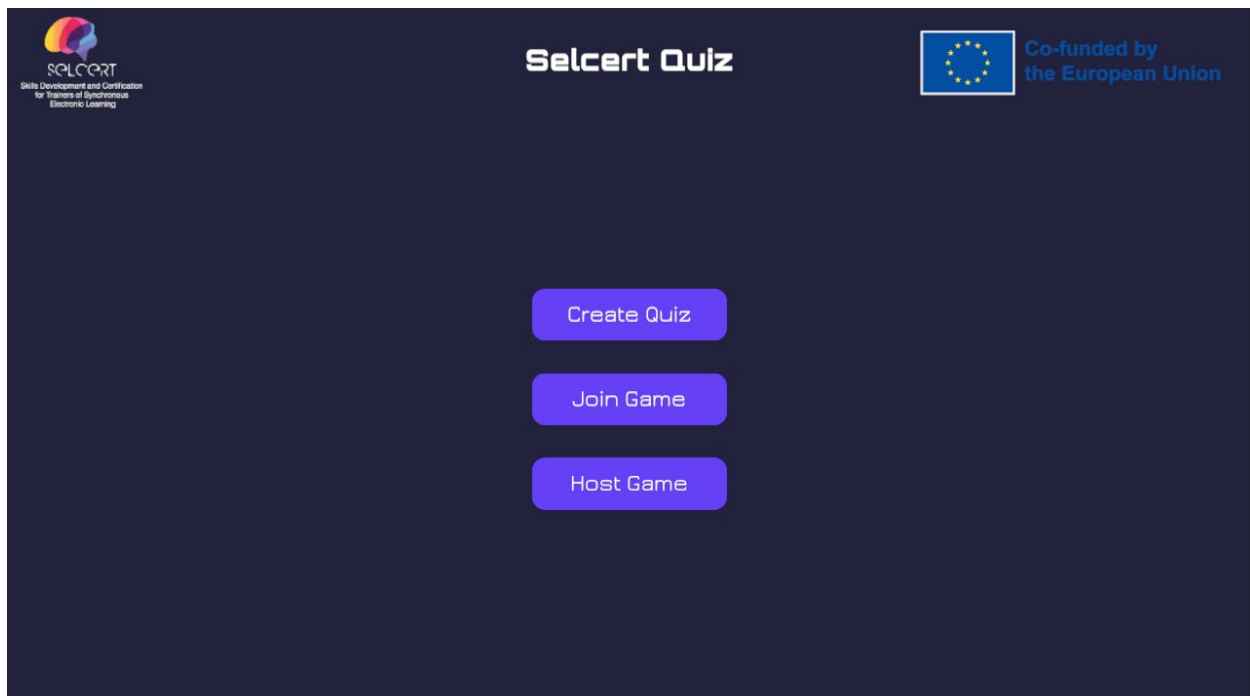 SELCERT
Skills Development and Certification
for Trainers of Synchronous
Electronic Learning
Selcert Quiz
Co-funded by
the European Union
Create Quiz
Join Game
Host Game